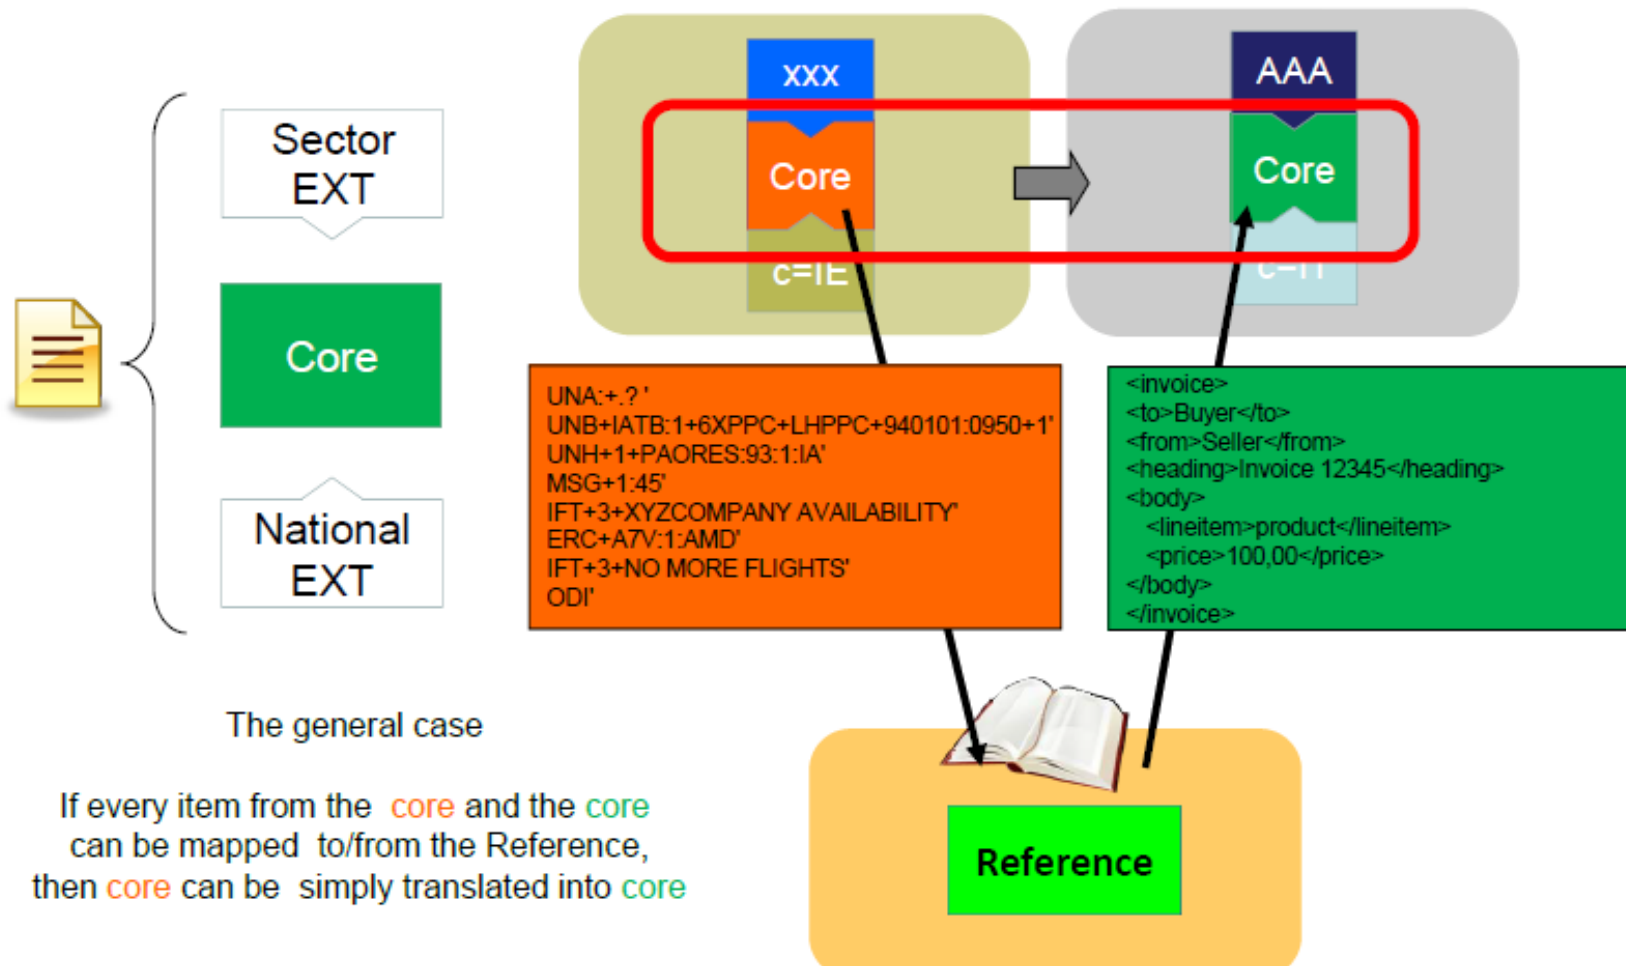 Sector
EXT
Core
National
EXT
xxx
Core
c=IE
AAA
Core
c=IT
UNA:+.? '
UNB+IATB:1+6XPPC+LHPPC+940101:0950+1'
UNH+1+PAORES:93:1:IA'
MSG+1:45'
IFT+3+XYZCOMPANY AVAILABILITY'
ERC+A7V:1:AMD'
IFT+3+NO MORE FLIGHTS'
ODI'
<invoice>
<to>Buyer</to>
<from>Seller</from>
<heading>Invoice 12345</heading>
<body>
<lineitem>product</lineitem>
<price>100,00</price>
</body>
</invoice>
The general case
If every item from the core and the core
can be mapped to/from the Reference,
then core can be simply translated into core
Reference